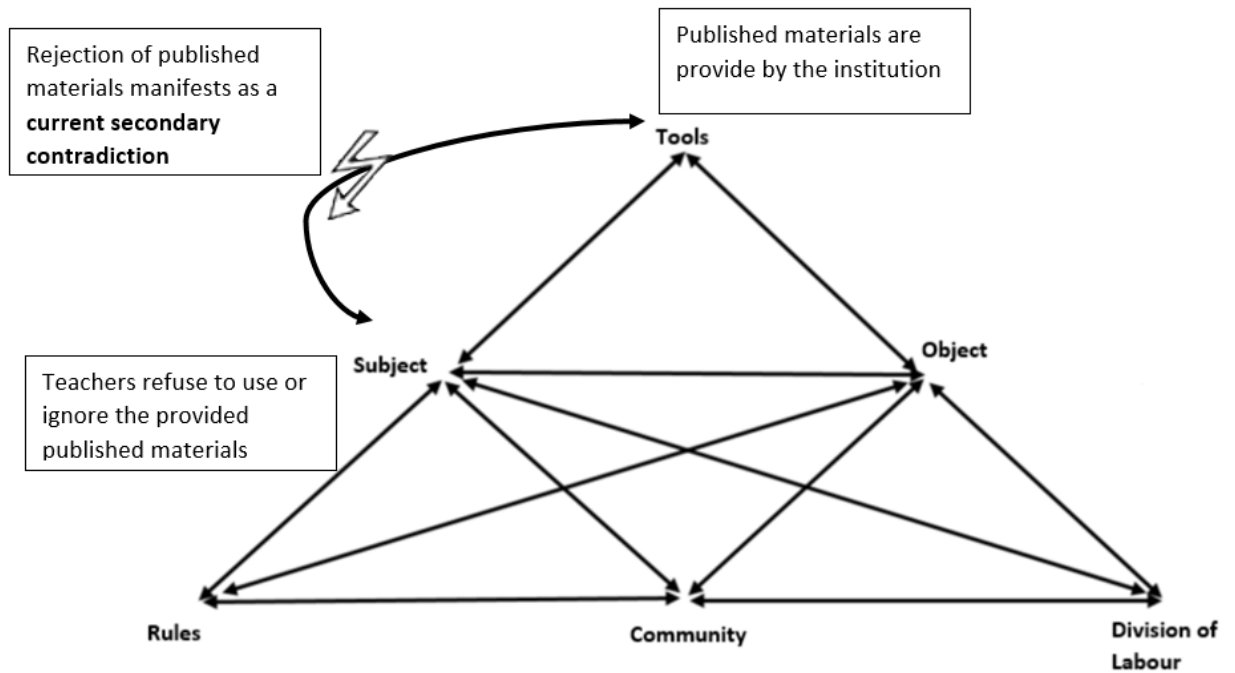 Rejection of published
materials manifests as a
current secondary
contradiction
Published materials are
provide by the institution
Tools
Subject
Object
Teachers refuse to use or
ignore the provided
published materials
Rules
Community
Division of
Labour